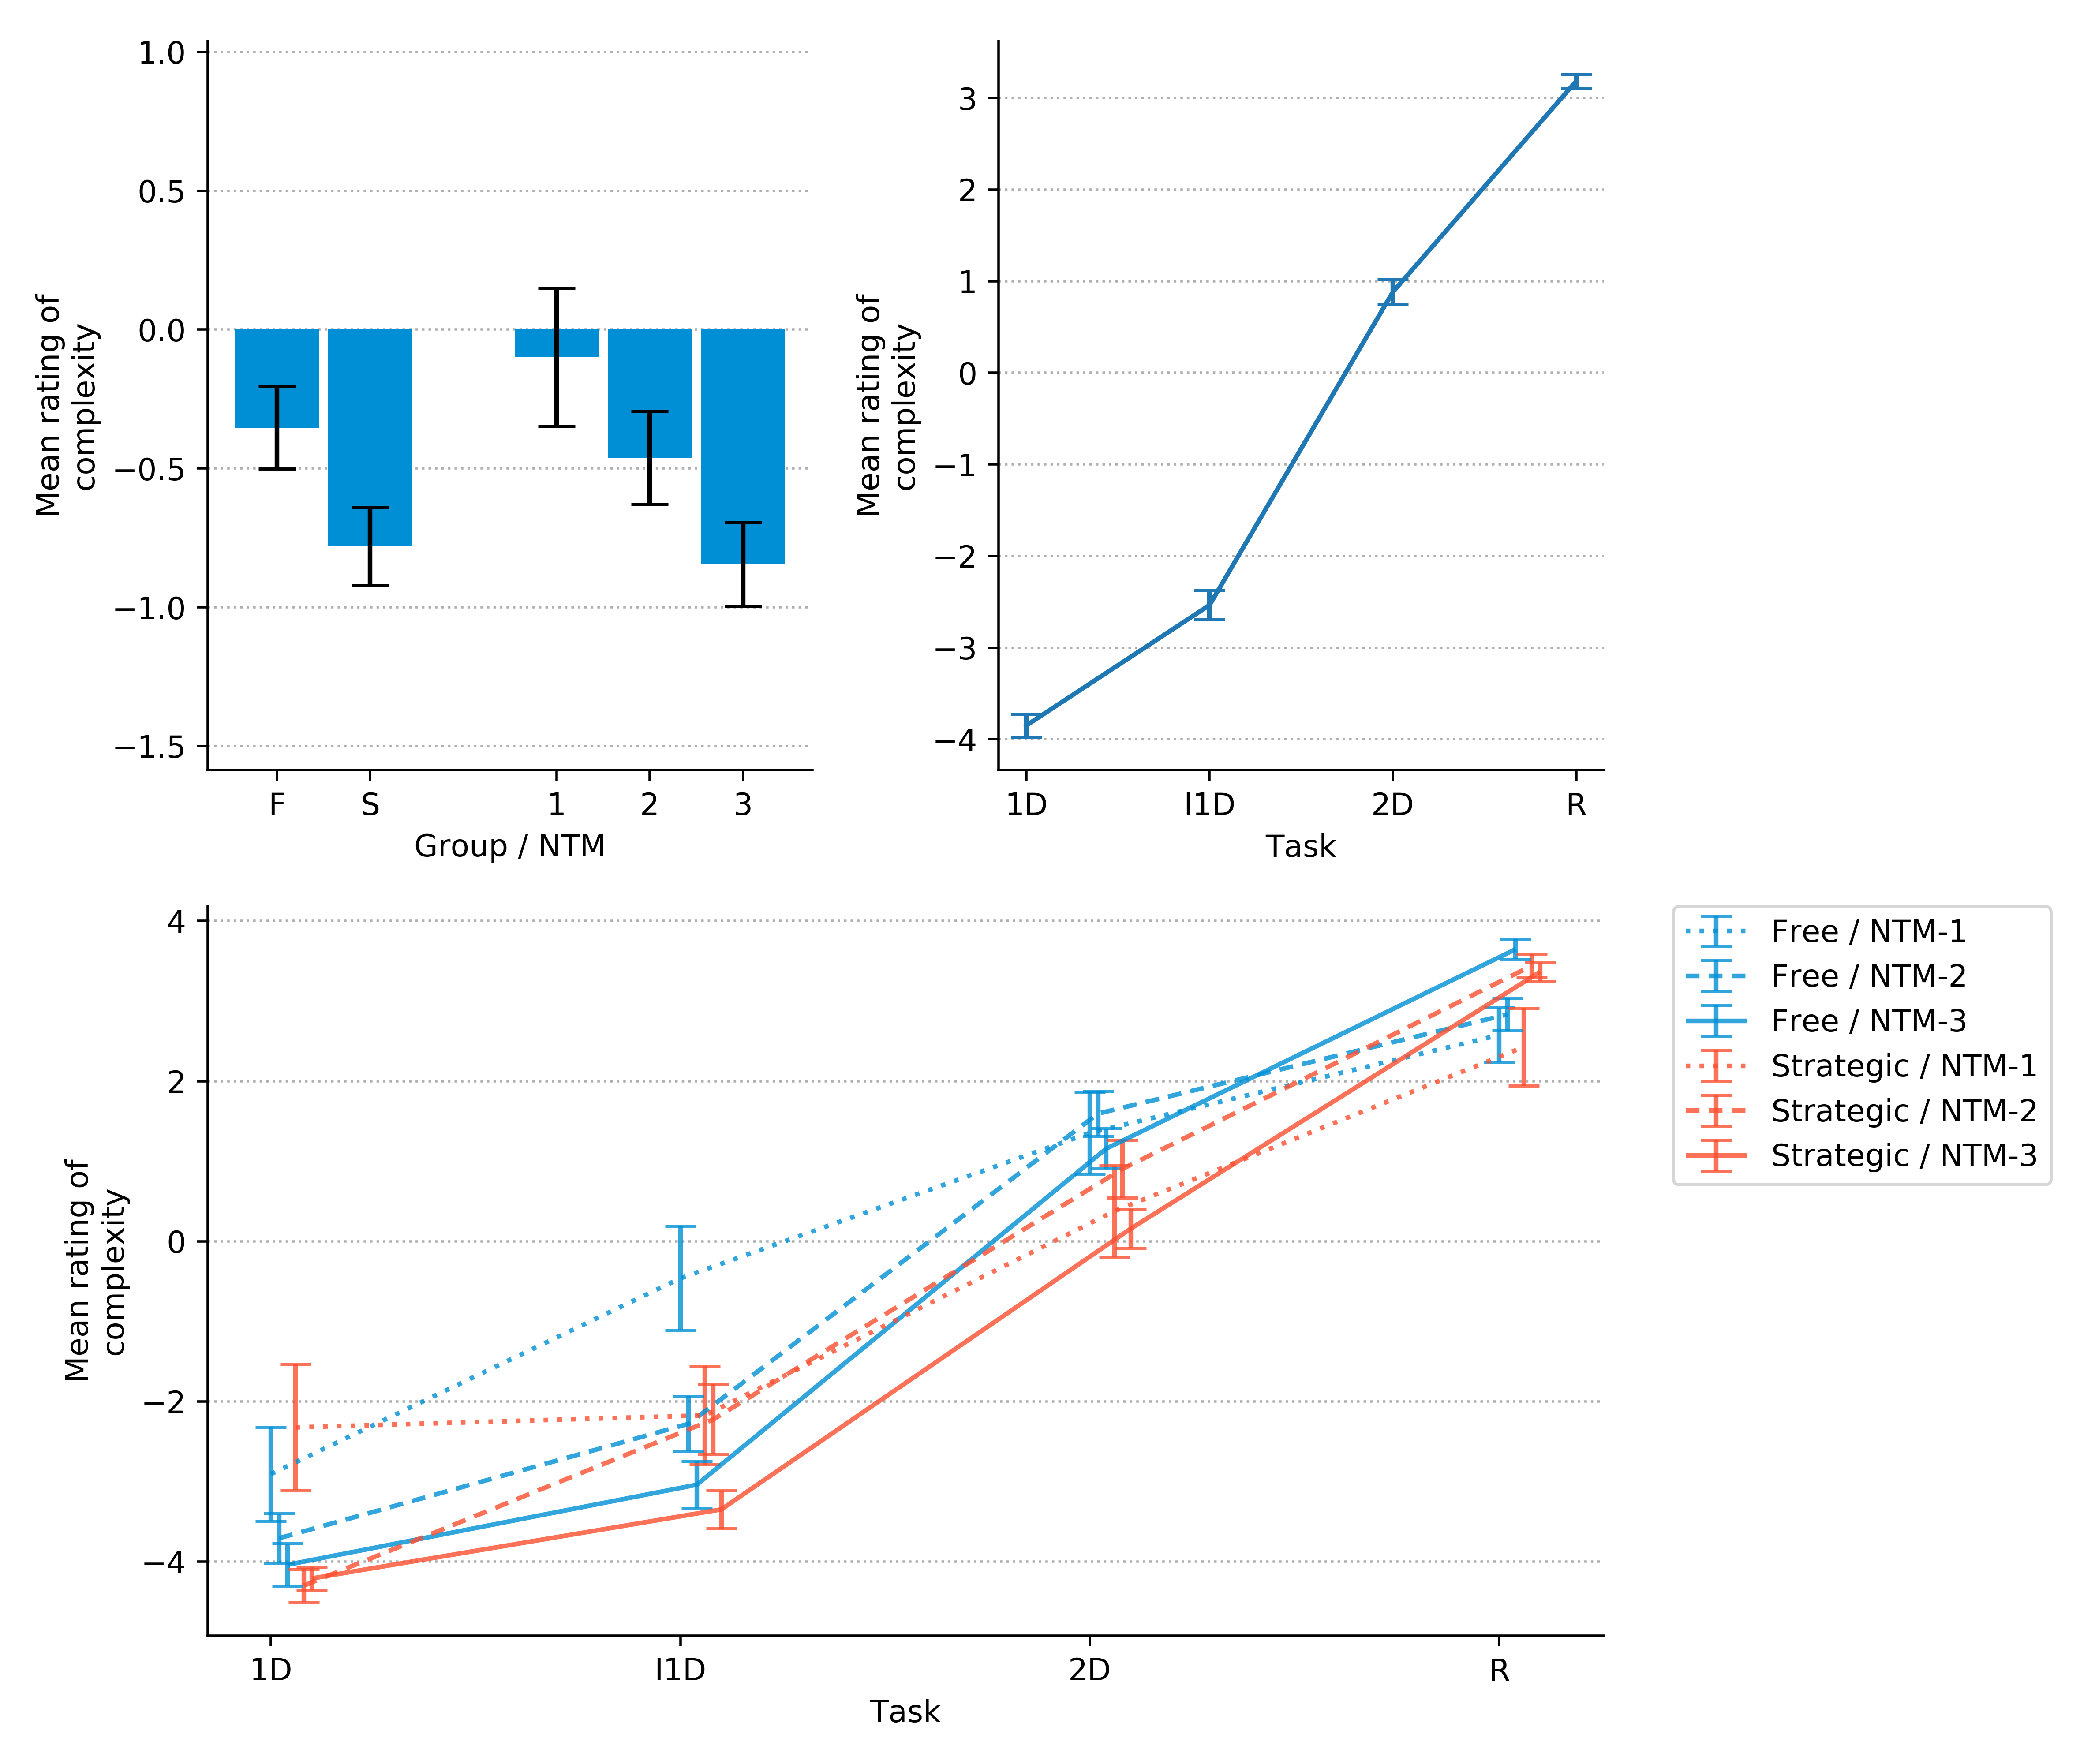 1.0
0.5
0.0
−0.5
−1.0
−1.5
Mean rating of
complexity
F S 1 2 3
Group / NTM
3
2
1
0
−1
−2
−3
−4
Mean rating of
complexity
1D I1D 2D R
Task
4
2
0
−2
−4
Mean rating of
complexity
1D I1D 2D R
Task
Free / NTM-1
Free / NTM-2
Free / NTM-3
Strategic / NTM-1
Strategic / NTM-2
Strategic / NTM-3